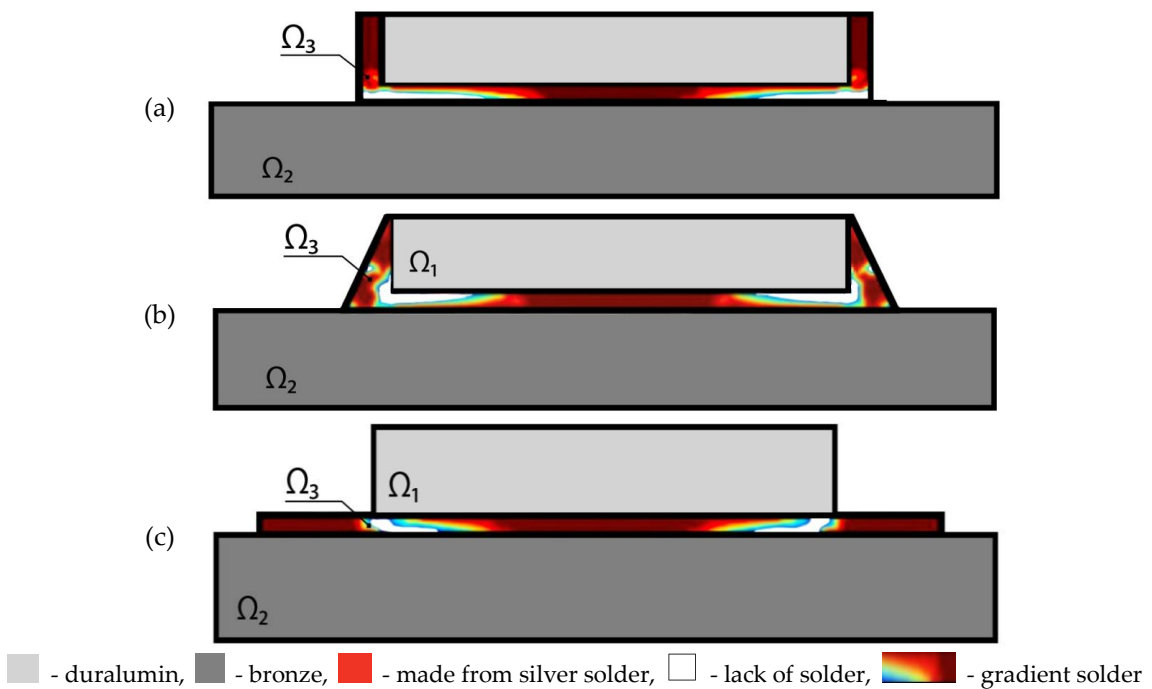 Ω₃
(a)
Ω₂
Ω₃
Ω₁
(b)
Ω₂
Ω₃
Ω₁
(c)
Ω₂
- duralumin, - bronze, - made from silver solder, - lack of solder, - gradient solder